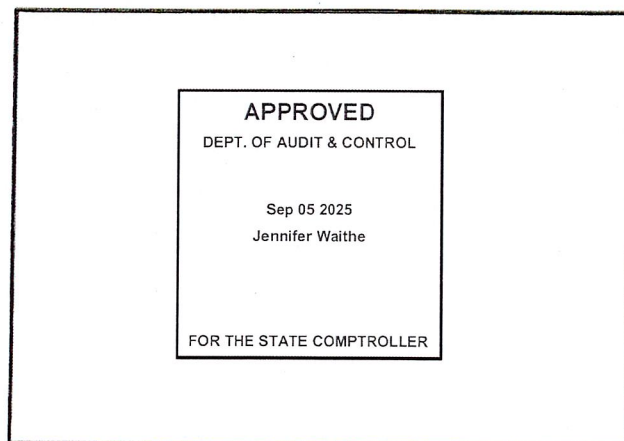 APPROVED
DEPT. OF AUDIT & CONTROL
Sep 05 2025
Jennifer Waithe
FOR THE STATE COMPTROLLER